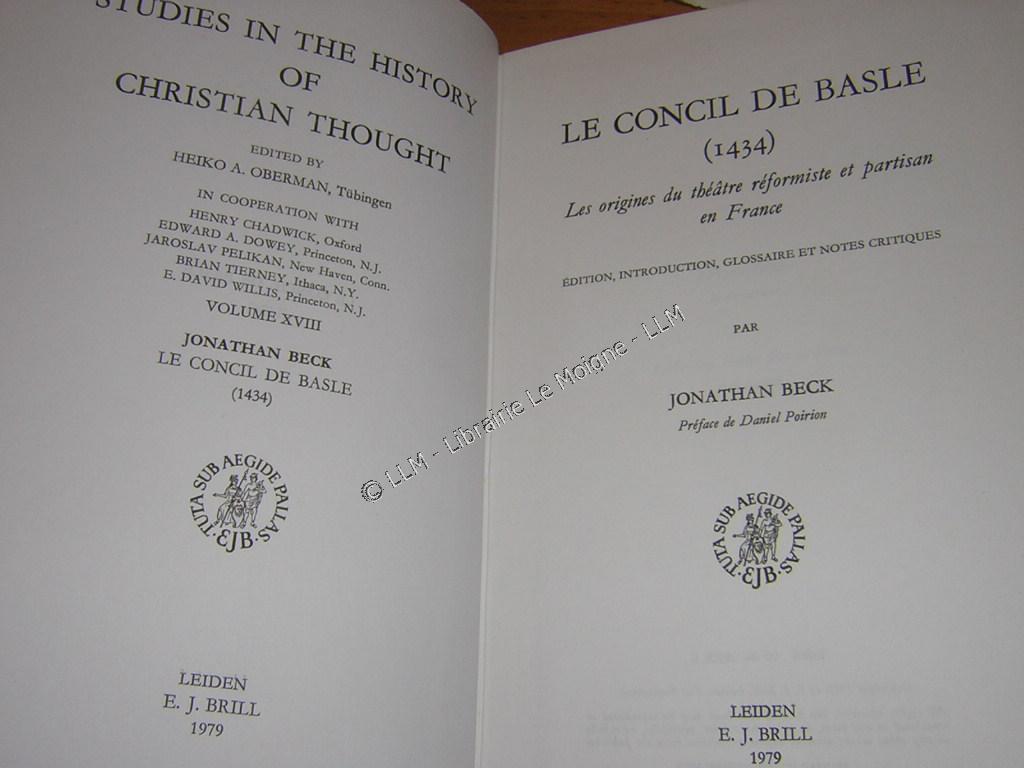 STUDIES IN THE HISTORY
OF
CHRISTIAN THOUGHT
EDITED BY
HEIKO A. OBERMAN, Tübingen
IN COOPERATION WITH
HENRY CHADWICK, Oxford
EDWARD A. DOWEY, Princeton, N.J.
JAROSLAV PELIKAN, New Haven, Conn.
BRIAN TIERNEY, Ithaca, N.Y.
E. DAVID WILLIS, Princeton, N.J.
VOLUME XVIII
JONATHAN BECK
LE CONCIL DE BASLE
(1434)
TUTA SUB AEGIDE PALLAS
EJB
LEIDEN
E. J. BRILL
1979
LE CONCIL DE BASLE
(1434)
Les origines du théâtre réformiste et partisan
en France
ÉDITION, INTRODUCTION, GLOSSAIRE ET NOTES CRITIQUES
PAR
JONATHAN BECK
Préface de Daniel Poirion
TUTA SUB AEGIDE PALLAS
EJB
LEIDEN
E. J. BRILL
1979
© LLM - Librairie Le Moigne - LLM